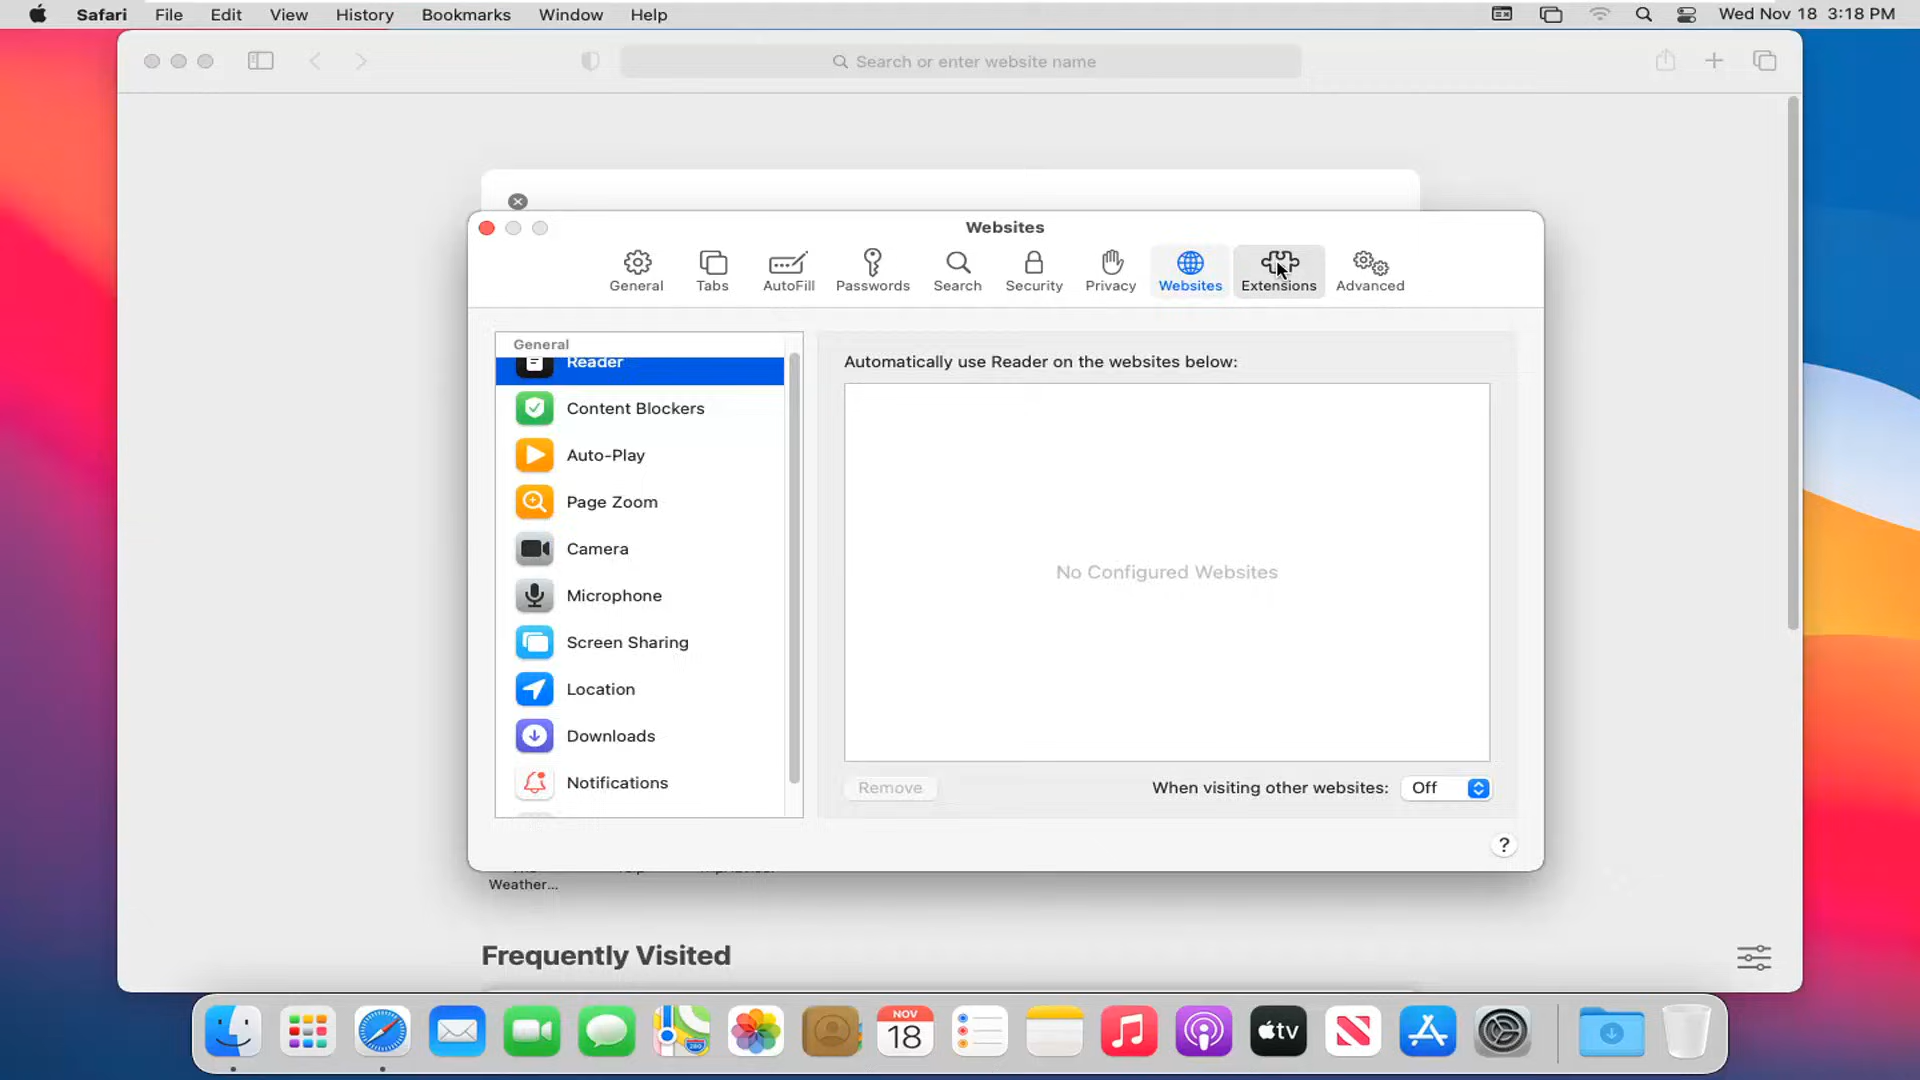 Safari File Edit View History Bookmarks Window Help Wed Nov 18 3:18 PM
Search or enter website name
Websites
General Tabs AutoFill Passwords Search Security Privacy Websites Extensions Advanced
General
Reader
Content Blockers
Auto-Play
Page Zoom
Camera
Microphone
Screen Sharing
Location
Downloads
Notifications
Automatically use Reader on the websites below:
No Configured Websites
Remove When visiting other websites: Off
?
Weather...
Frequently Visited
NOV
18
tv
280